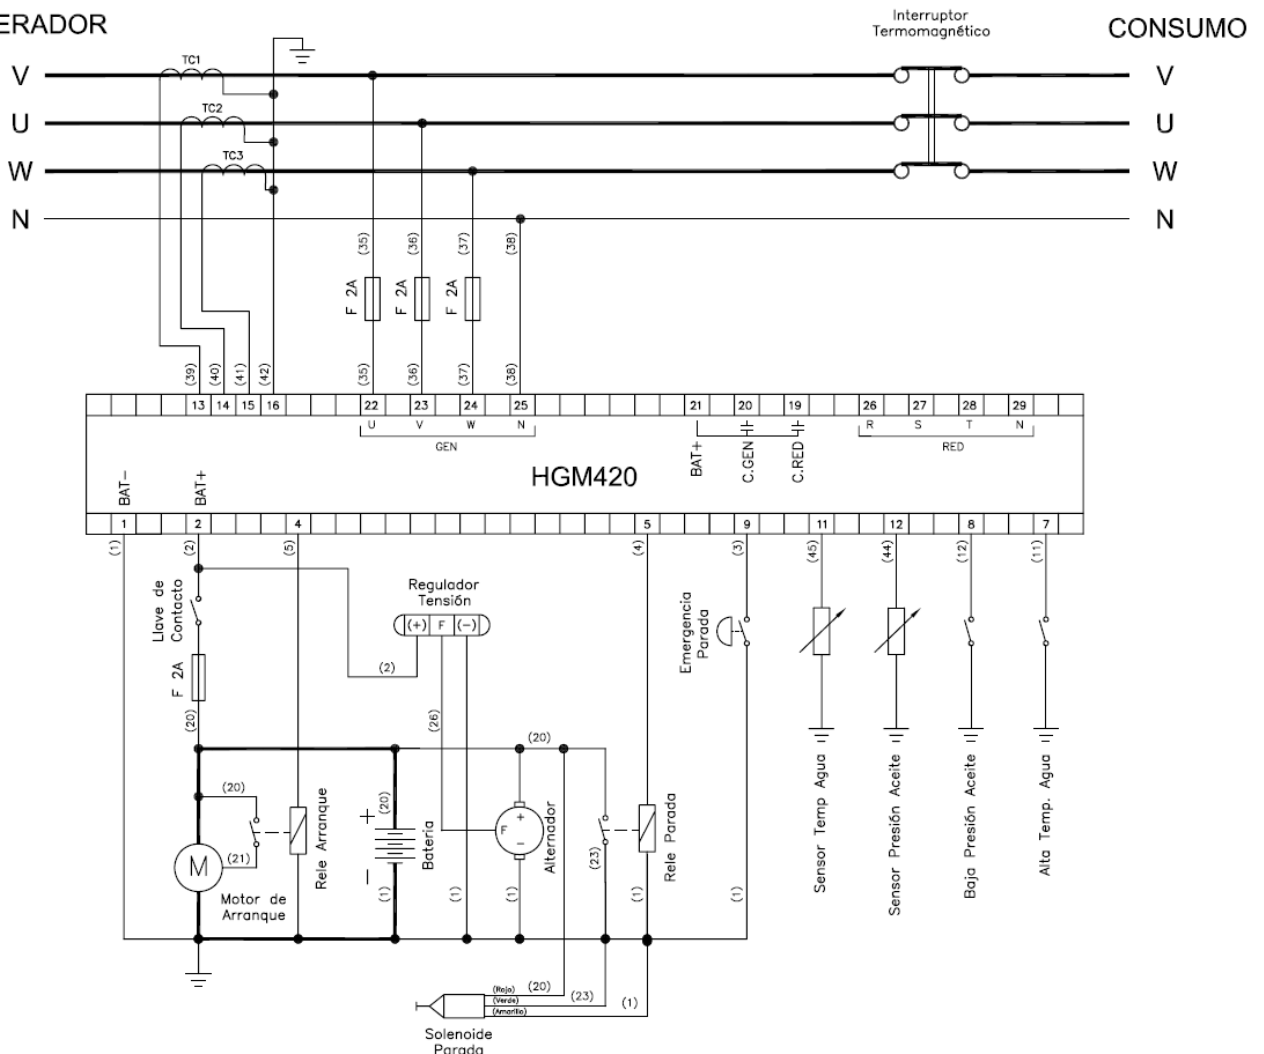 ERADOR
Interruptor
Termomagnético
CONSUMO
TC1
V
V
TC2
U
U
TC3
W
W
N
N
(35)
(36)
(37)
(38)
F 2A
F 2A
F 2A
(39)
(40)
(41)
(42)
(35)
(36)
(37)
(38)
13 14 15 16 22 23 24 25 21 20 19 26 27 28 29
U V W N
R S T N
GEN
RED
BAT+
C.GEN
C.RED
HGM420
BAT-
BAT+
1 2 4 5 9 11 12 8 7
(1)
(2)
(5)
(4)
(3)
(45)
(44)
(12)
(11)
Llave de
Contacto
Regulador
Tensión
(+) F (-)
Emergencia
Parada
F 2A
(2)
(20)
(26)
(20)
(20)
(21)
Motor de
Arranque
M
Rele Arranque
+
-
(20)
(1)
Bateria
(1)
+
F
-
(1)
Alternador
(23)
Rele Parada
(1)
(1)
Sensor Temp Agua
Sensor Presión Aceite
Baja Presión Aceite
Alta Temp. Agua
(Rojo) (20)
(Verde) (23)
(Amarillo) (1)
Solenoide
Parada